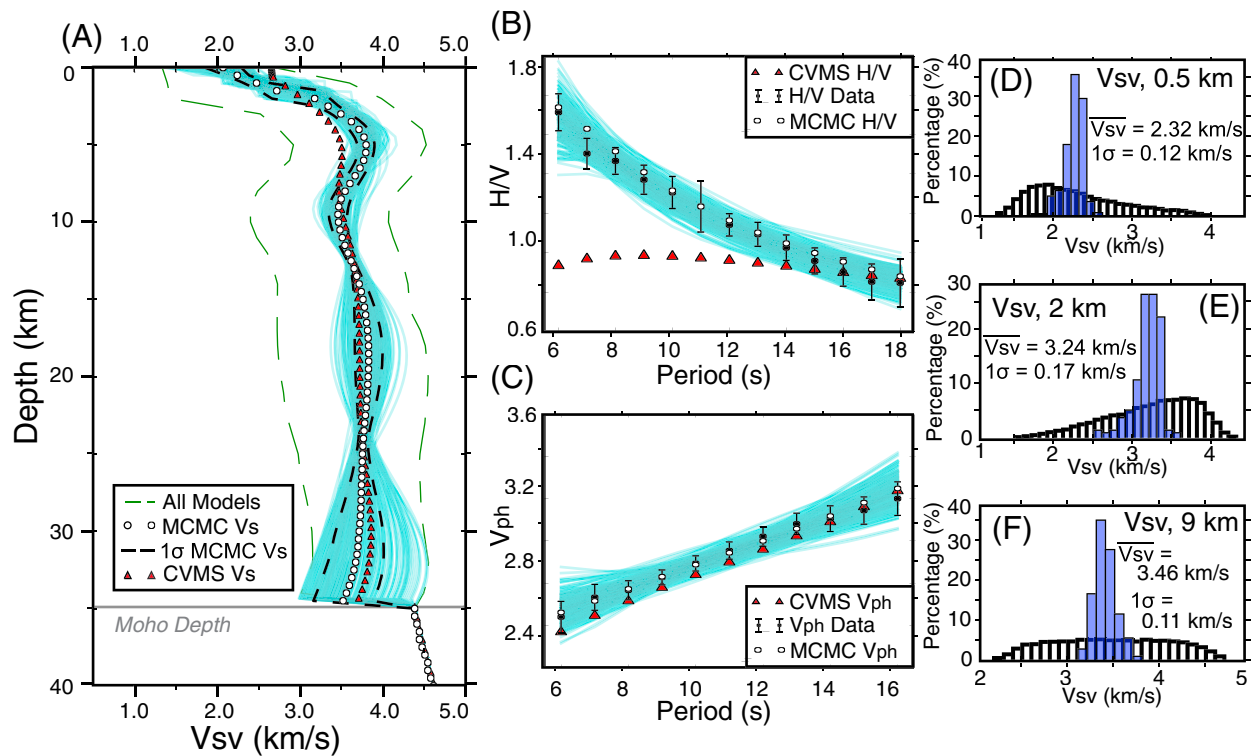 (A)
1.0 2.0 3.0 4.0 5.0
0
10
20
30
40
Depth (km)
All Models
MCMC Vs
1σ MCMC Vs
CVMS Vs
Moho Depth
1.0 2.0 3.0 4.0 5.0
Vsv (km/s)
(B)
1.8
1.4
1.0
0.6
H/V
CVMS H/V
H/V Data
MCMC H/V
6 8 10 12 14 16 18
Period (s)
(C)
3.6
3.2
2.8
2.4
Vph
CVMS Vph
Vph Data
MCMC Vph
6 8 10 12 14 16
Period (s)
(D)
Vsv, 0.5 km
Vsv = 2.32 km/s
1σ = 0.12 km/s
Percentage (%)
40
30
20
10
0
1 2 3 4
Vsv (km/s)
(E)
Vsv, 2 km
Vsv = 3.24 km/s
1σ = 0.17 km/s
Percentage (%)
30
20
10
0
1 2 3 4
Vsv (km/s)
(F)
Vsv, 9 km
Vsv =
3.46 km/s
1σ =
0.11 km/s
Percentage (%)
40
30
20
10
0
2 3 4 5
Vsv (km/s)